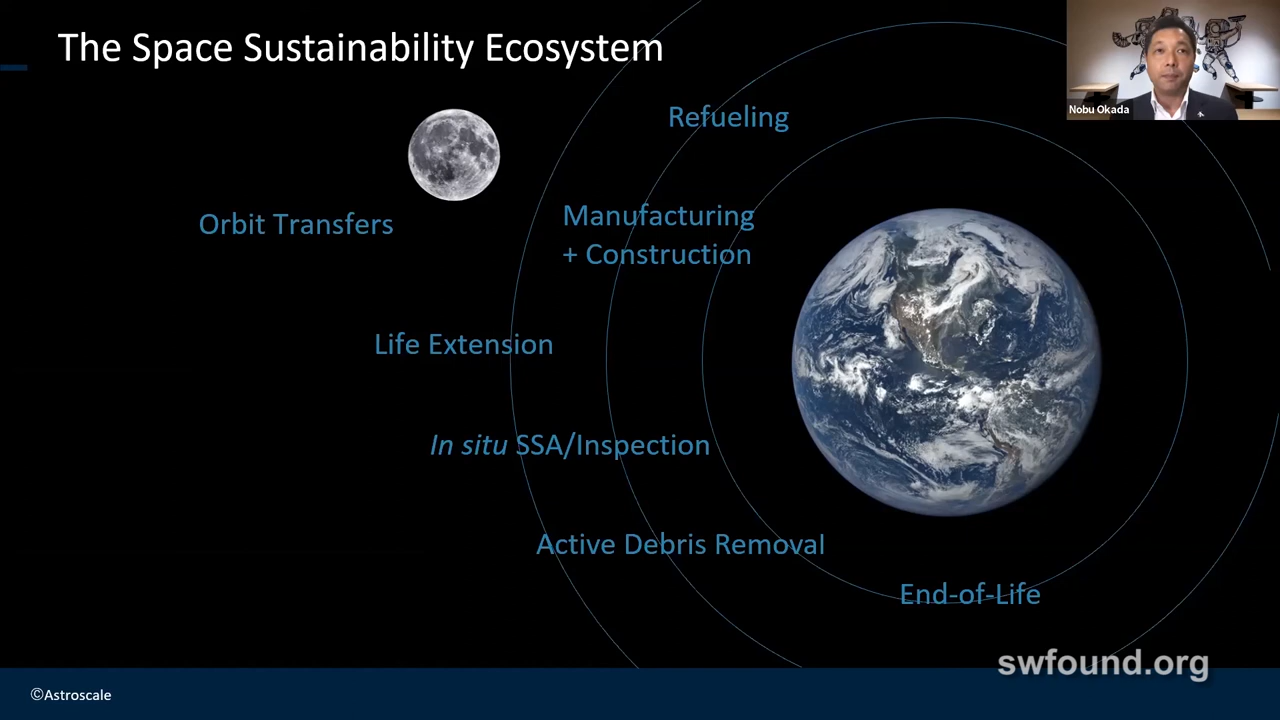 The Space Sustainability Ecosystem
Nobu Okada
Refueling
Orbit Transfers
Manufacturing
+ Construction
Life Extension
In situ SSA/Inspection
Active Debris Removal
End-of-Life
swfound.org
©Astroscale